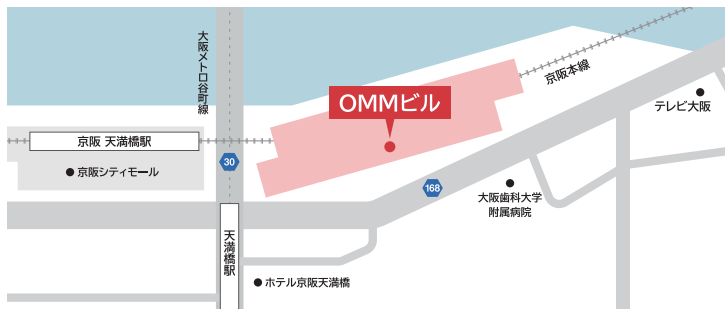 大阪メトロ谷町線
京阪本線
OMMビル
テレビ大阪
京阪 天満橋駅
京阪シティモール
30
168
大阪歯科大学
附属病院
天満橋駅
ホテル京阪天満橋